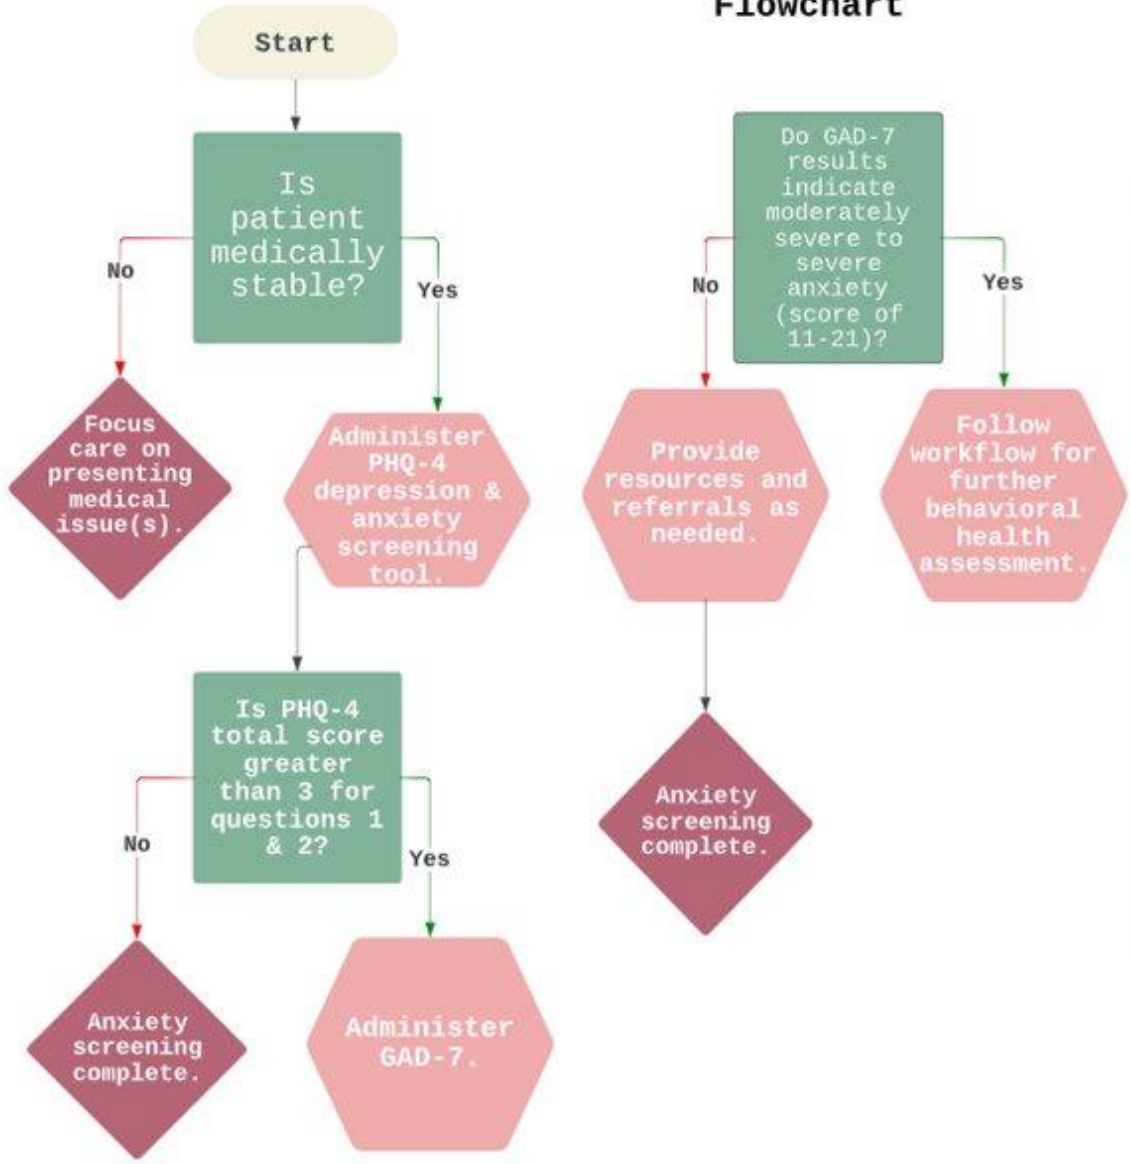 Flowchart
Start
Is
patient
medically
stable?
No
Yes
Focus
care on
presenting
medical
issue(s).
Administer
PHQ-4
depression &
anxiety
screening
tool.
Is PHQ-4
total score
greater
than 3 for
questions 1
& 2?
No
Yes
Anxiety
screening
complete.
Administer
GAD-7.
Do GAD-7
results
indicate
moderately
severe to
severe
anxiety
(score of
11-21)?
No
Yes
Provide
resources and
referrals as
needed.
Follow
workflow for
further
behavioral
health
assessment.
Anxiety
screening
complete.